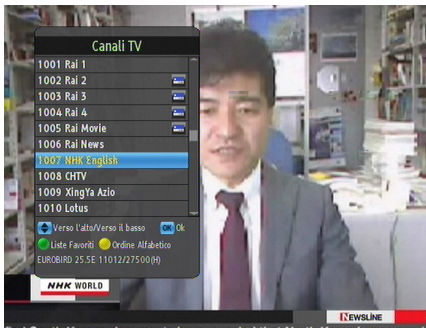 Canali TV
1001 Rai 1
1002 Rai 2
1003 Rai 3
1004 Rai 4
1005 Rai Movie
1006 Rai News
1007 NHK English
1008 CHTV
1009 XingYa Azio
1010 Lotus
Verso l'alto/Verso il basso OK Ok
Liste Favoriti Ordine Alfabetico
EUROBIRD 25.5E 11012/27500(H)
NHK WORLD
NEWSLINE